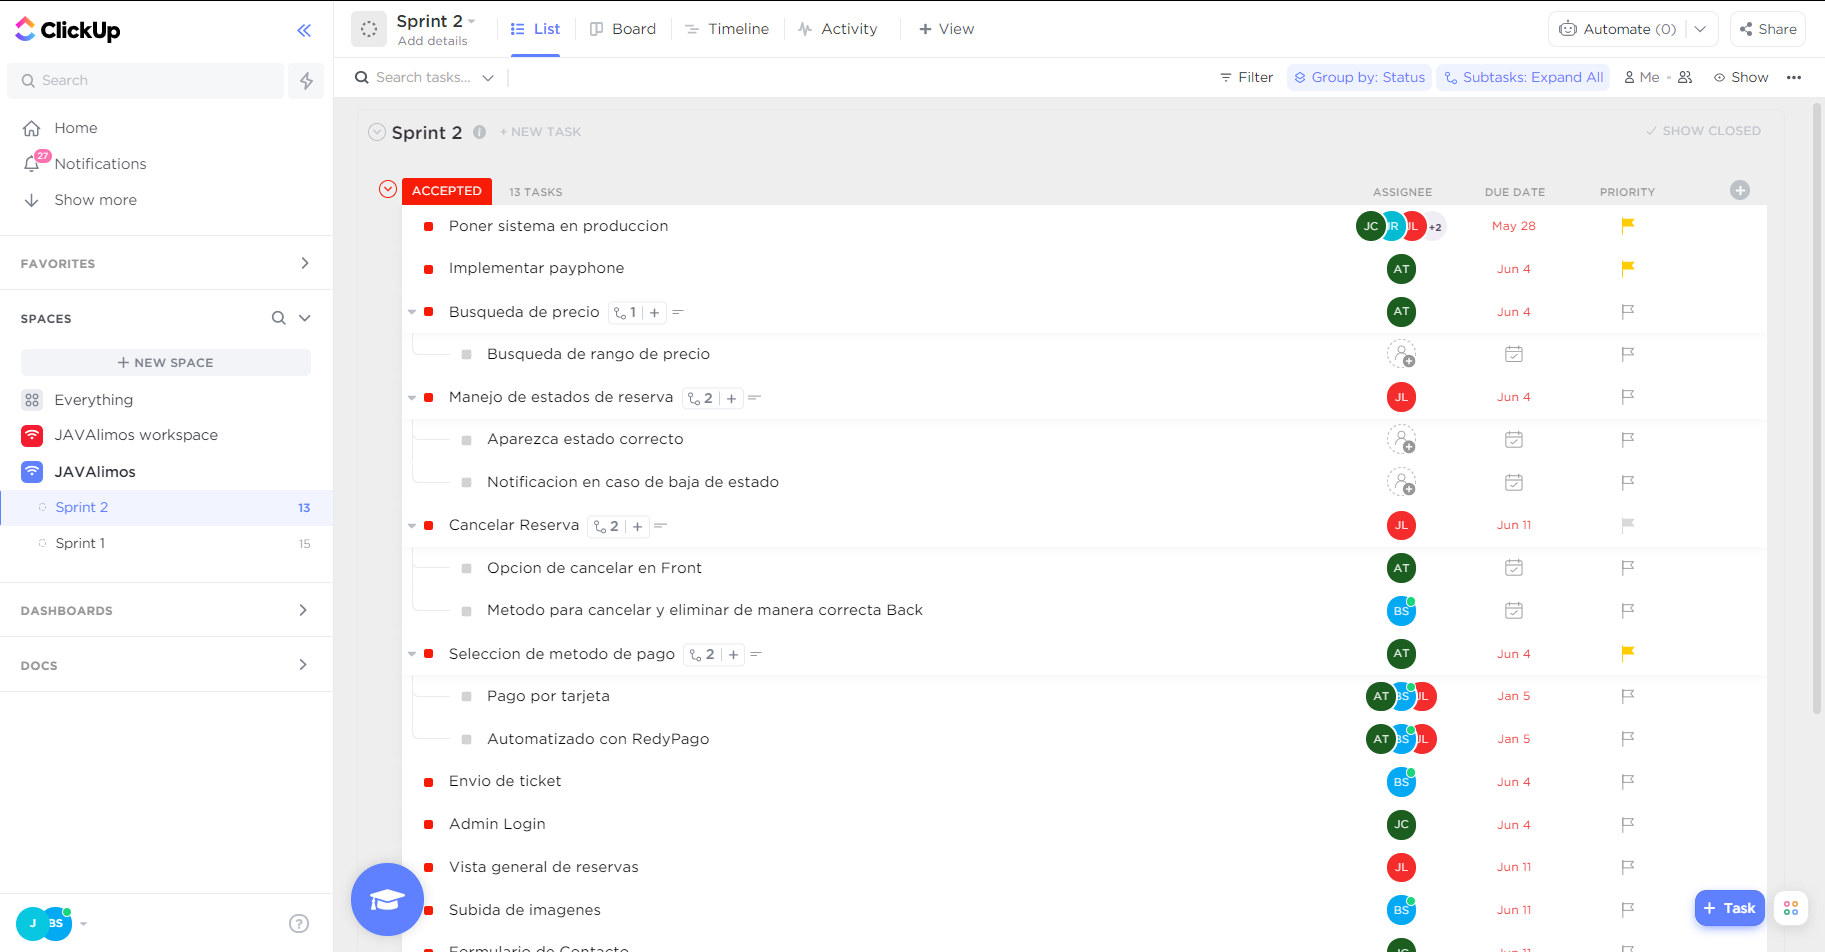 ClickUp
Search
Home
27
Notifications
Show more
FAVORITES
SPACES
+ NEW SPACE
Everything
JAVAlimos workspace
JAVAlimos
Sprint 2 13
Sprint 1 15
DASHBOARDS
DOCS
J BS
?
Sprint 2
Add details
List
Board
Timeline
Activity
+ View
Automate (0)
Share
Search tasks...
Filter
Group by: Status
Subtasks: Expand All
Me
Show
Sprint 2
+ NEW TASK
SHOW CLOSED
ACCEPTED 13 TASKS ASSIGNEE DUE DATE PRIORITY
Poner sistema en produccion JC JL +2 May 28
Implementar payphone AT Jun 4
Busqueda de precio 1 + AT Jun 4
Busqueda de rango de precio
Manejo de estados de reserva 2 + JL Jun 4
Aparezca estado correcto
Notificacion en caso de baja de estado
Cancelar Reserva 2 + JL Jun 11
Opcion de cancelar en Front AT
Metodo para cancelar y eliminar de manera correcta Back BS
Seleccion de metodo de pago 2 + AT Jun 4
Pago por tarjeta AT BS JL Jan 5
Automatizado con RedyPago AT BS JL Jan 5
Envio de ticket BS Jun 4
Admin Login JC Jun 4
Vista general de reservas JL Jun 11
Subida de imagenes BS Jun 11
Formulario de Contacto JC Jun 11
+ Task